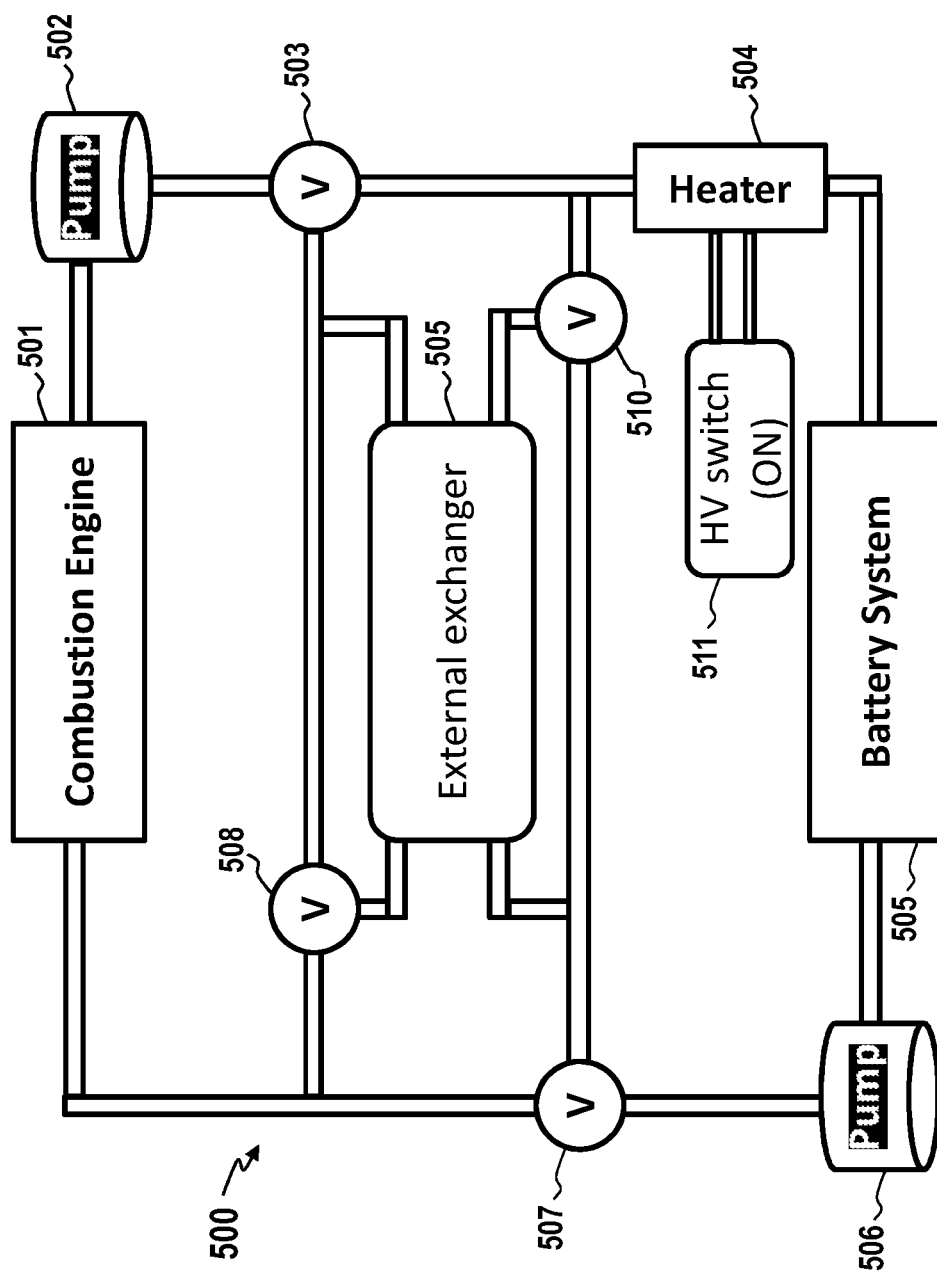 501
502
Combustion Engine
Pump
500
508
V
V
503
External exchanger
505
507
V
V
510
511
HV switch
(ON)
Heater
504
506
Pump
Battery System
505